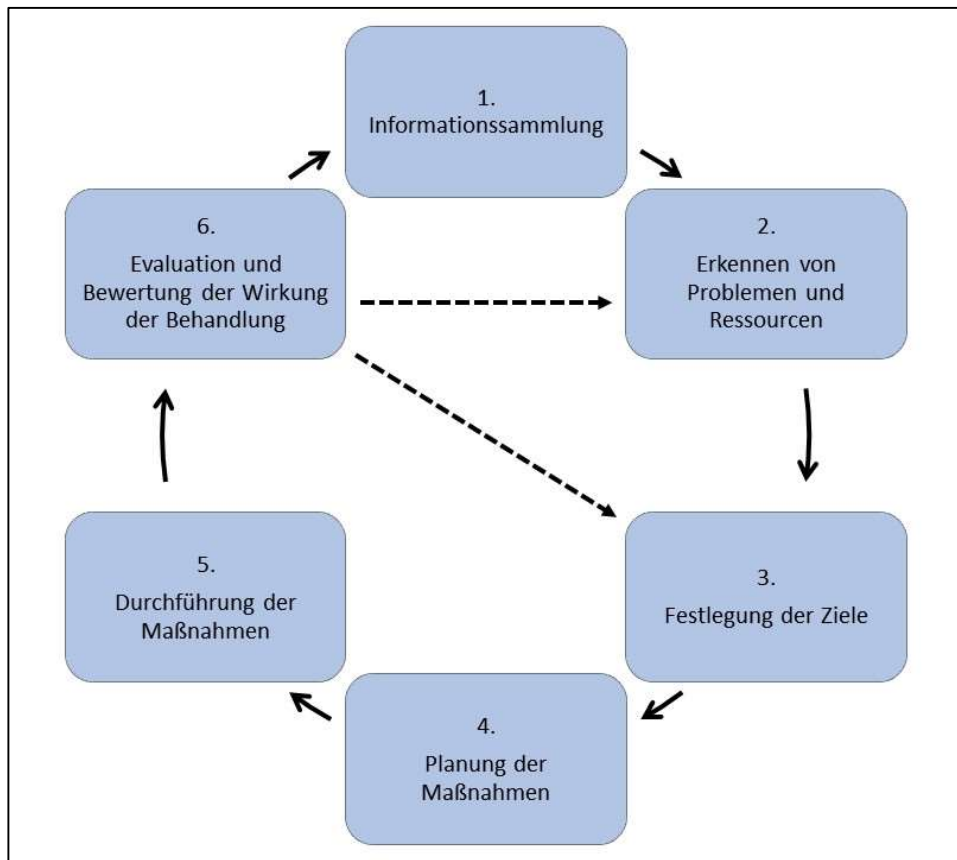 1.
Informationssammlung
2.
Erkennen von
Problemen und
Ressourcen
3.
Festlegung der Ziele
4.
Planung der
Maßnahmen
5.
Durchführung der
Maßnahmen
6.
Evaluation und
Bewertung der Wirkung
der Behandlung